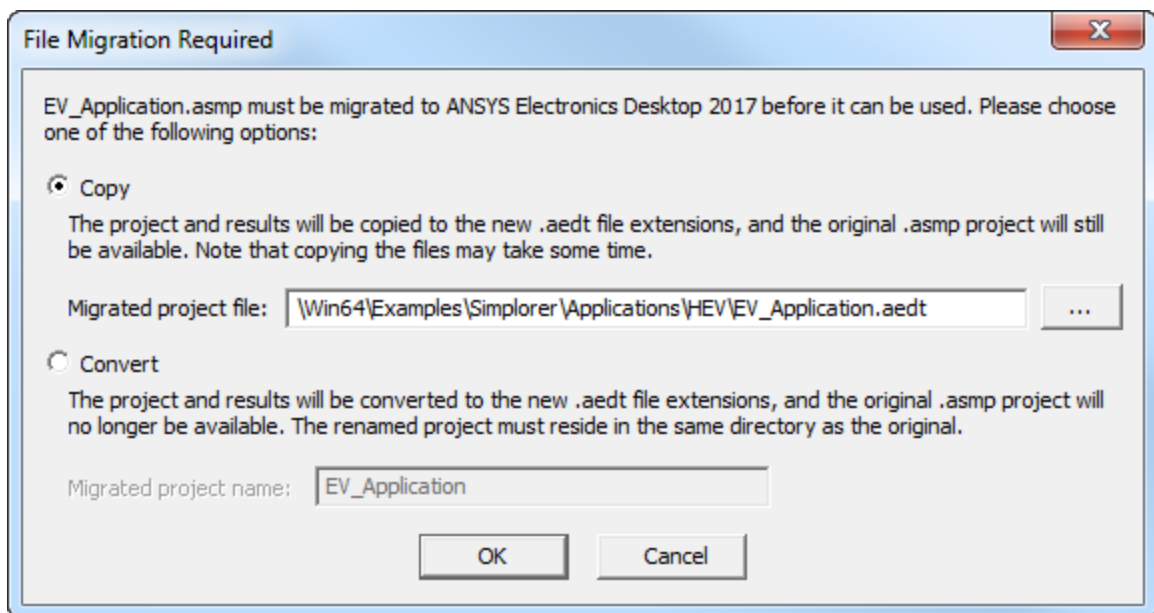 File Migration Required
EV_Application.asmp must be migrated to ANSYS Electronics Desktop 2017 before it can be used. Please choose
one of the following options:
Copy
The project and results will be copied to the new .aedt file extensions, and the original .asmp project will still
be available. Note that copying the files may take some time.
Migrated project file: \Win64\Examples\Simplorer\Applications\HEV\EV_Application.aedt ...
Convert
The project and results will be converted to the new .aedt file extensions, and the original .asmp project will
no longer be available. The renamed project must reside in the same directory as the original.
Migrated project name: EV_Application
OK Cancel